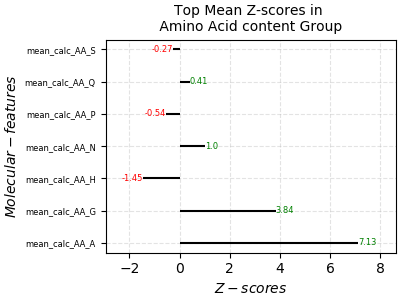 Top Mean Z-scores in
Amino Acid content Group
Molecular − features
mean_calc_AA_S
-0.27
mean_calc_AA_Q
0.41
mean_calc_AA_P
-0.54
mean_calc_AA_N
1.0
mean_calc_AA_H
-1.45
mean_calc_AA_G
3.84
mean_calc_AA_A
7.13
−2 0 2 4 6 8
Z − scores